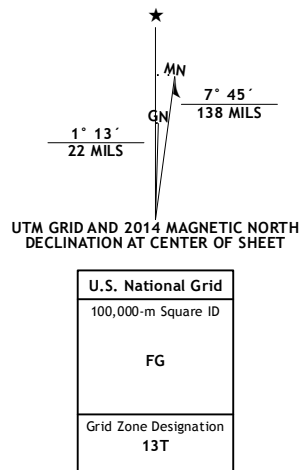 ★
MN
7° 45´
138 MILS
GN
1° 13´
22 MILS
UTM GRID AND 2014 MAGNETIC NORTH
DECLINATION AT CENTER OF SHEET
U.S. National Grid
100,000-m Square ID
FG
Grid Zone Designation
13T